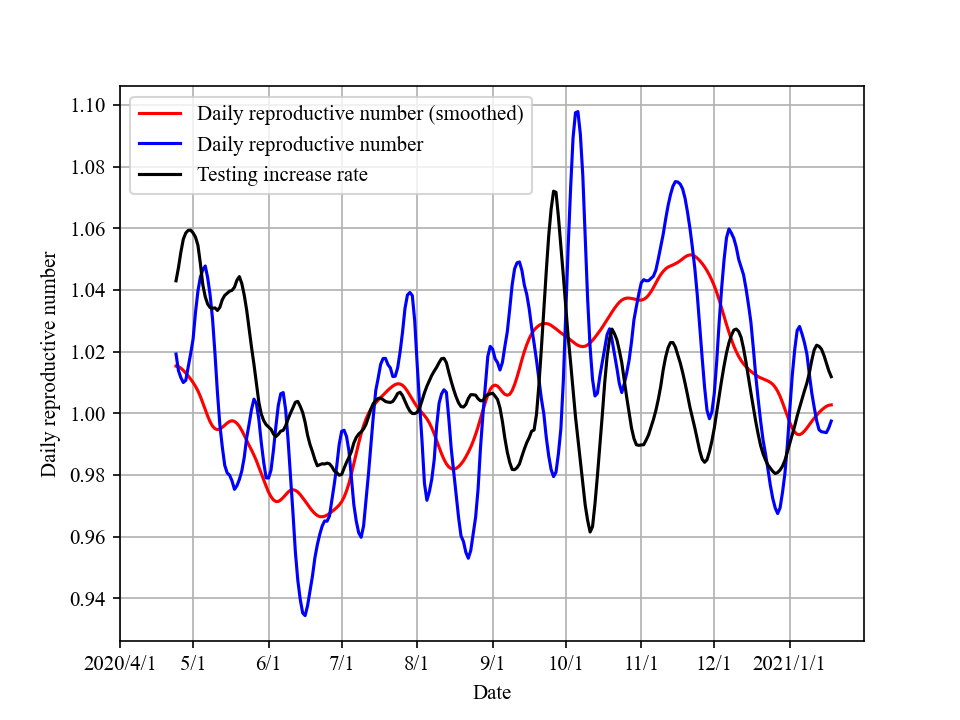 Daily reproductive number (smoothed)
Daily reproductive number
Testing increase rate
Daily reproductive number
1.10
1.08
1.06
1.04
1.02
1.00
0.98
0.96
0.94
2020/4/1 5/1 6/1 7/1 8/1 9/1 10/1 11/1 12/1 2021/1/1
Date